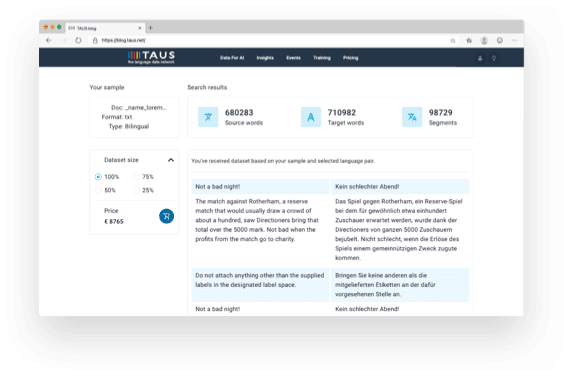 TAUS blog
https://blog.taus.net/
TAUS
the language data network
Data For AI
Insights
Events
Training
Pricing
Your sample
Doc: _name_lorem..
Format: txt
Type: Bilingual
Dataset size
100%
75%
50%
25%
Price
€ 8765
Search results
680283
Source words
710982
Target words
98729
Segments
You've received dataset based on your sample and selected language pair.
Not a bad night!
Kein schlechter Abend!
The match against Rotherham, a reserve
match that would usually draw a crowd of
about a hundred, saw Directioners bring that
total over the 5000 mark. Not bad when the
profits from the match go to charity.
Das Spiel gegen Rotherham, ein Reserve-Spiel
bei dem für gewöhnlich etwa einhundert
Zuschauer erwartet werden, wurde dank der
Directioners von ganzen 5000 Zuschauern
bejubelt. Nicht schlecht, wenn die Erlöse des
Spiels einem gemeinnützigen Zweck zugute
kommen.
Do not attach anything other than the supplied
labels in the designated label space.
Bringen Sie keine anderen als die
mitgelieferten Etiketten an der dafür
vorgesehenen Stelle an.
Not a bad night!
Kein schlechter Abend!